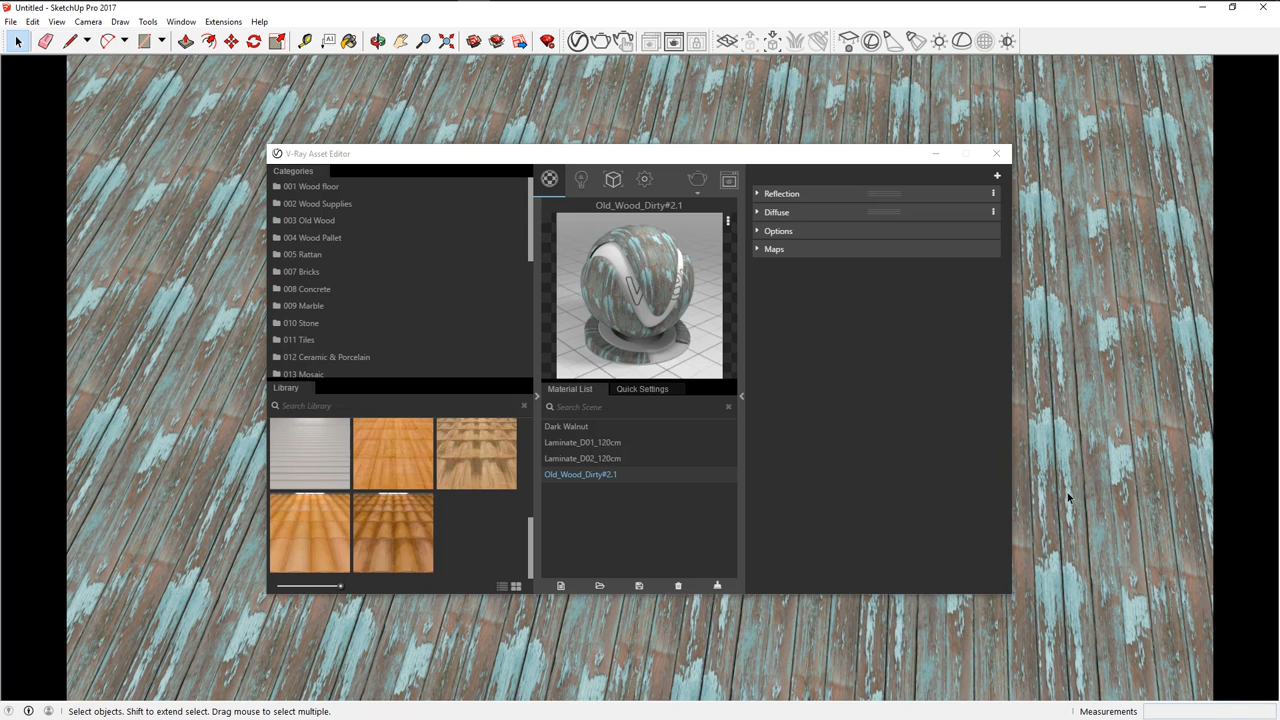 Untitled - SketchUp Pro 2017
File Edit View Camera Draw Tools Window Extensions Help
V-Ray Asset Editor
Categories
001 Wood floor
002 Wood Supplies
003 Old Wood
004 Wood Pallet
005 Rattan
007 Bricks
008 Concrete
009 Marble
010 Stone
011 Tiles
012 Ceramic & Porcelain
013 Mosaic
Library
Search Library
Old_Wood_Dirty#2.1
Material List Quick Settings
Search Scene
Dark Walnut
Laminate_D01_120cm
Laminate_D02_120cm
Old_Wood_Dirty#2.1
Reflection
Diffuse
Options
Maps
Select objects. Shift to extend select. Drag mouse to select multiple.
Measurements